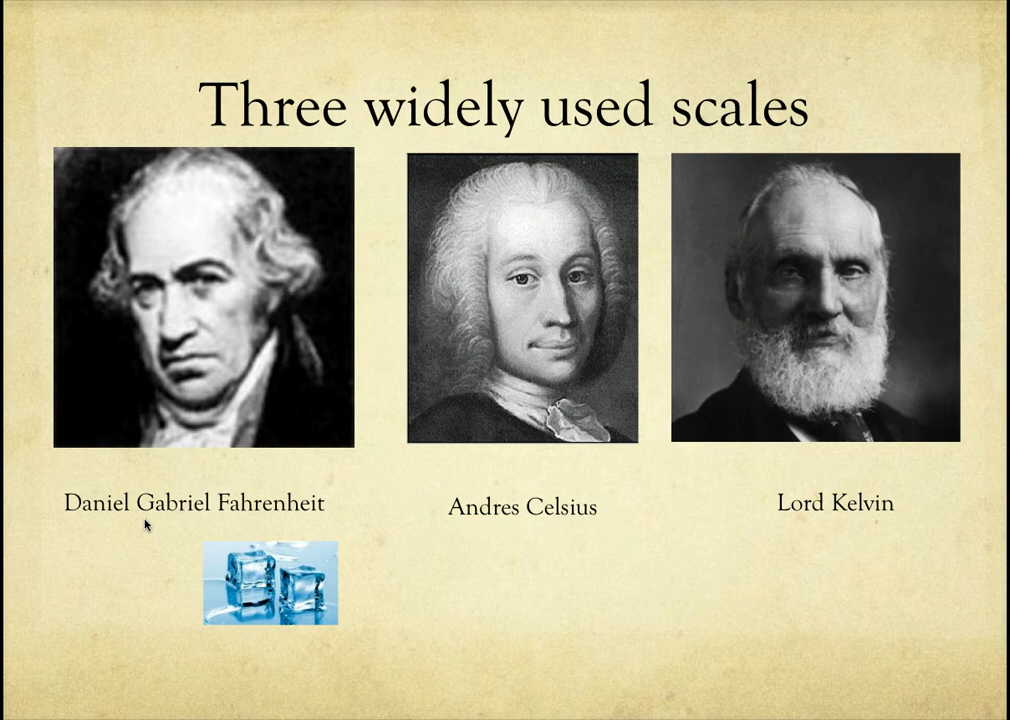 Three widely used scales
Daniel Gabriel Fahrenheit
Andres Celsius
Lord Kelvin